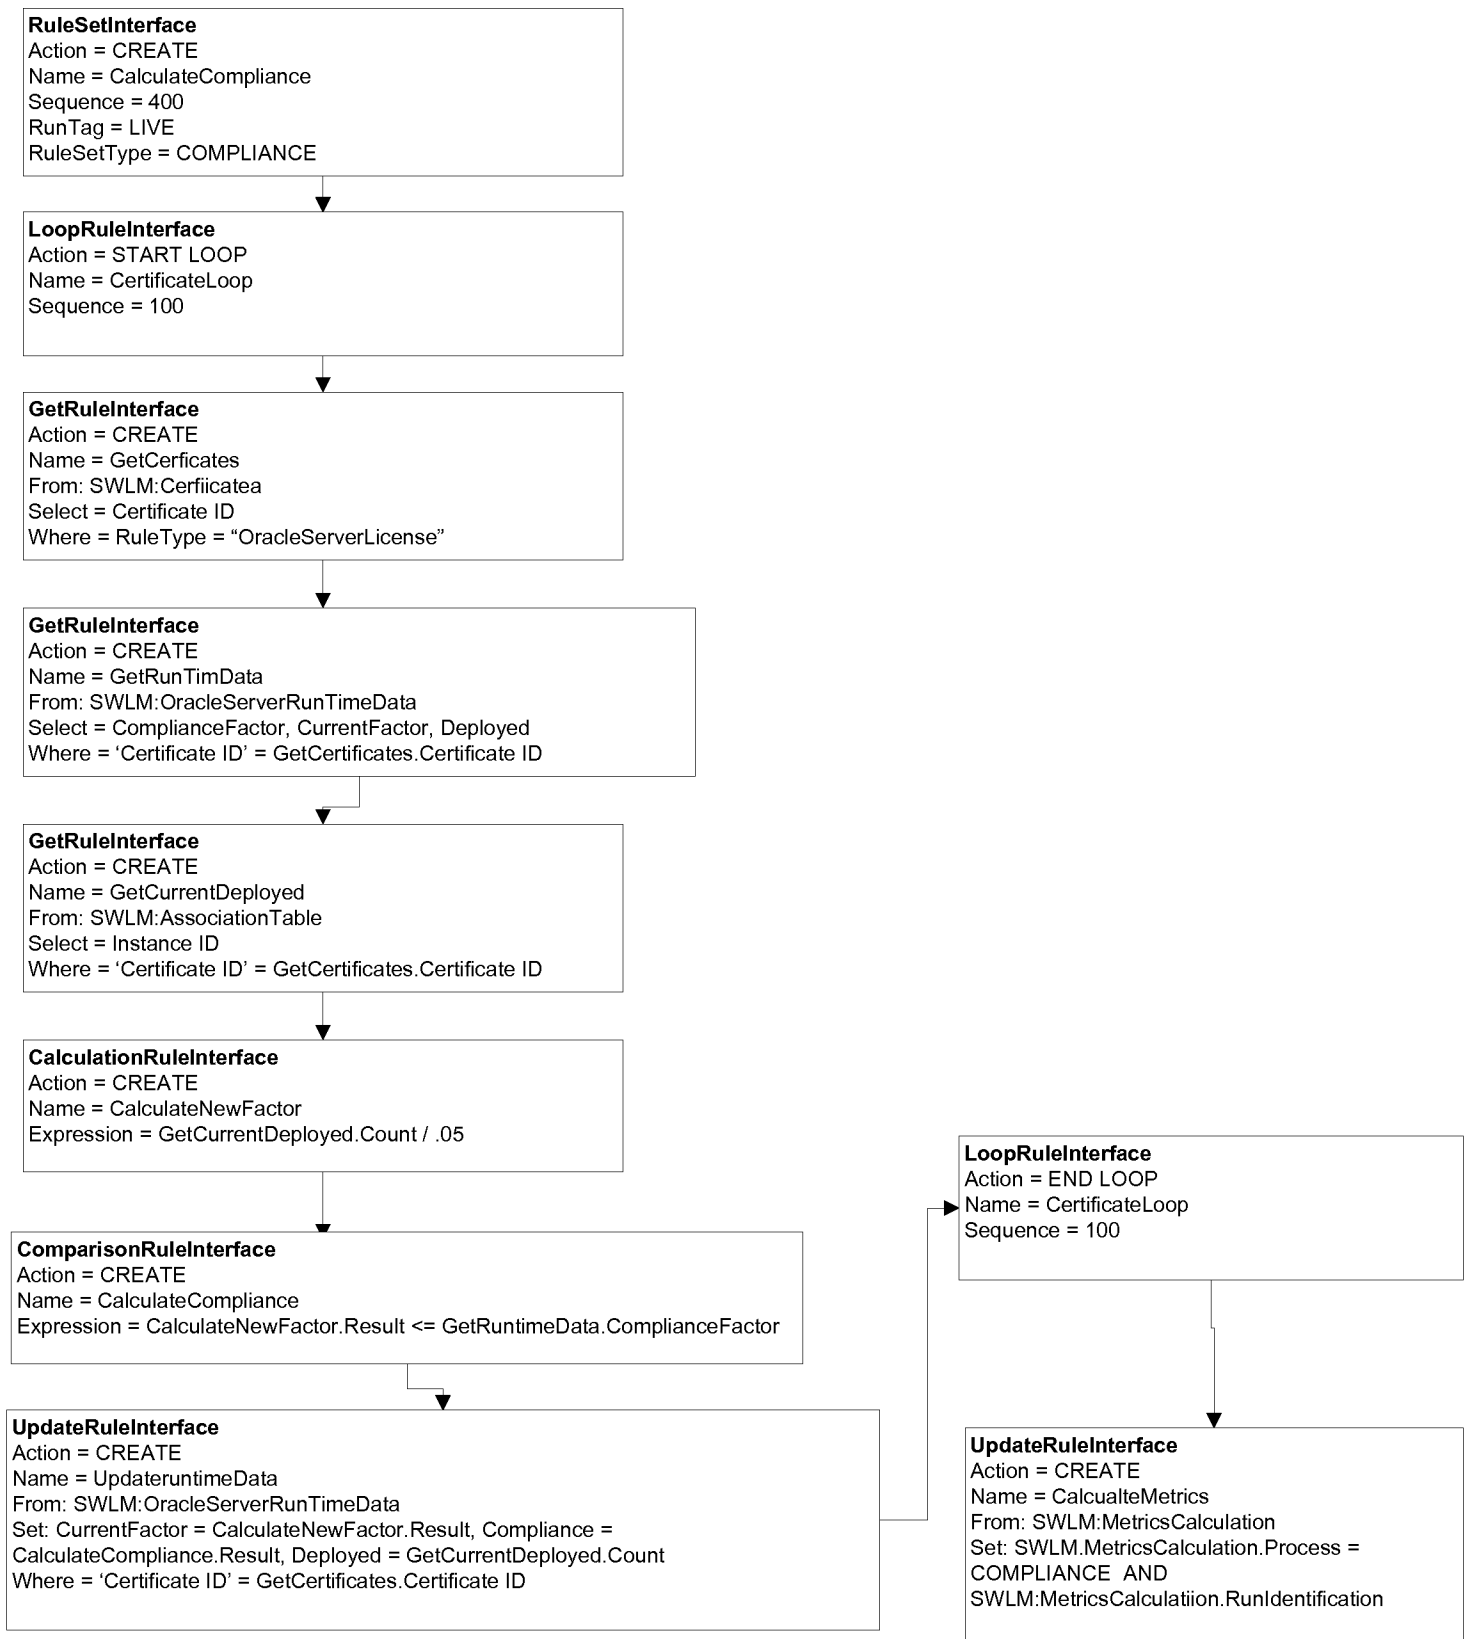 RuleSetInterface
Action = CREATE
Name = CalculateCompliance
Sequence = 400
RunTag = LIVE
RuleSetType = COMPLIANCE
LoopRuleInterface
Action = START LOOP
Name = CertificateLoop
Sequence = 100
GetRuleInterface
Action = CREATE
Name = GetCerficates
From: SWLM:Cerfiicatea
Select = Certificate ID
Where = RuleType = “OracleServerLicense”
GetRuleInterface
Action = CREATE
Name = GetRunTimData
From: SWLM:OracleServerRunTimeData
Select = ComplianceFactor, CurrentFactor, Deployed
Where = ‘Certificate ID’ = GetCertificates.Certificate ID
GetRuleInterface
Action = CREATE
Name = GetCurrentDeployed
From: SWLM:AssociationTable
Select = Instance ID
Where = ‘Certificate ID’ = GetCertificates.Certificate ID
CalculationRuleInterface
Action = CREATE
Name = CalculateNewFactor
Expression = GetCurrentDeployed.Count / .05
ComparisonRuleInterface
Action = CREATE
Name = CalculateCompliance
Expression = CalculateNewFactor.Result <= GetRuntimeData.ComplianceFactor
UpdateRuleInterface
Action = CREATE
Name = UpdateruntimeData
From: SWLM:OracleServerRunTimeData
Set: CurrentFactor = CalculateNewFactor.Result, Compliance =
CalculateCompliance.Result, Deployed = GetCurrentDeployed.Count
Where = ‘Certificate ID’ = GetCertificates.Certificate ID
LoopRuleInterface
Action = END LOOP
Name = CertificateLoop
Sequence = 100
UpdateRuleInterface
Action = CREATE
Name = CalcualteMetrics
From: SWLM:MetricsCalculation
Set: SWLM.MetricsCalculation.Process =
COMPLIANCE AND
SWLM:MetricsCalculatiion.RunIdentification